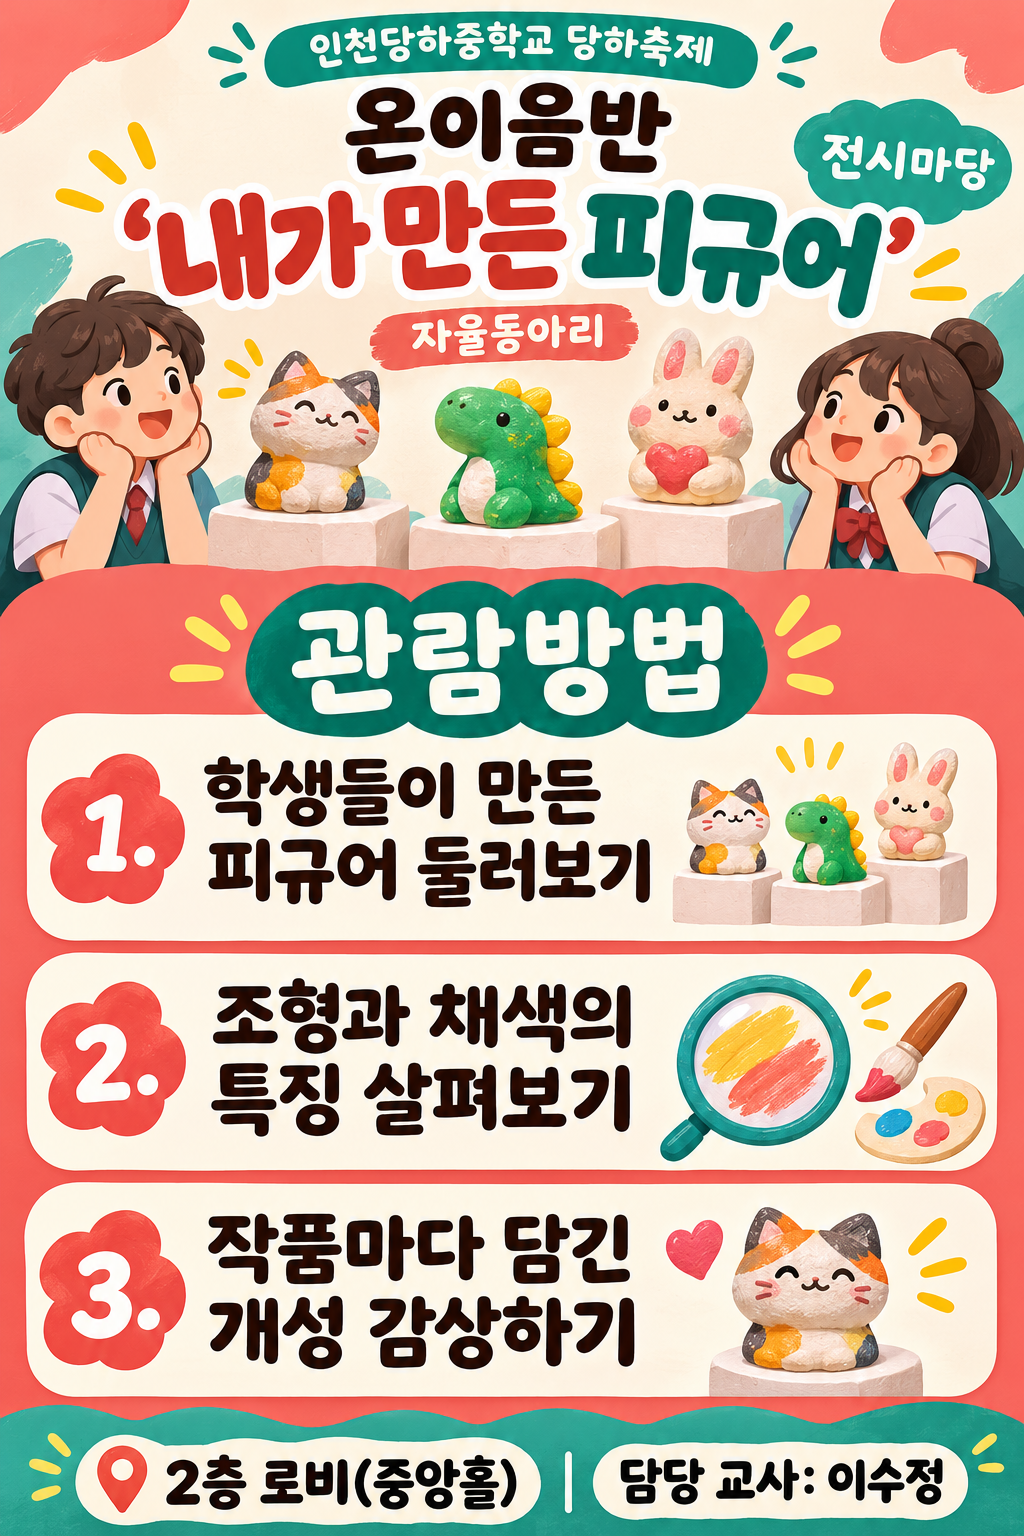 인천당하중학교 당하축제
온이음반
전시마당
‘내가 만든 피규어’
자율동아리
관람방법
1. 학생들이 만든
피규어 둘러보기
2. 조형과 채색의
특징 살펴보기
3. 작품마다 담긴
개성 감상하기
2층 로비(중앙홀)
담당 교사: 이수정